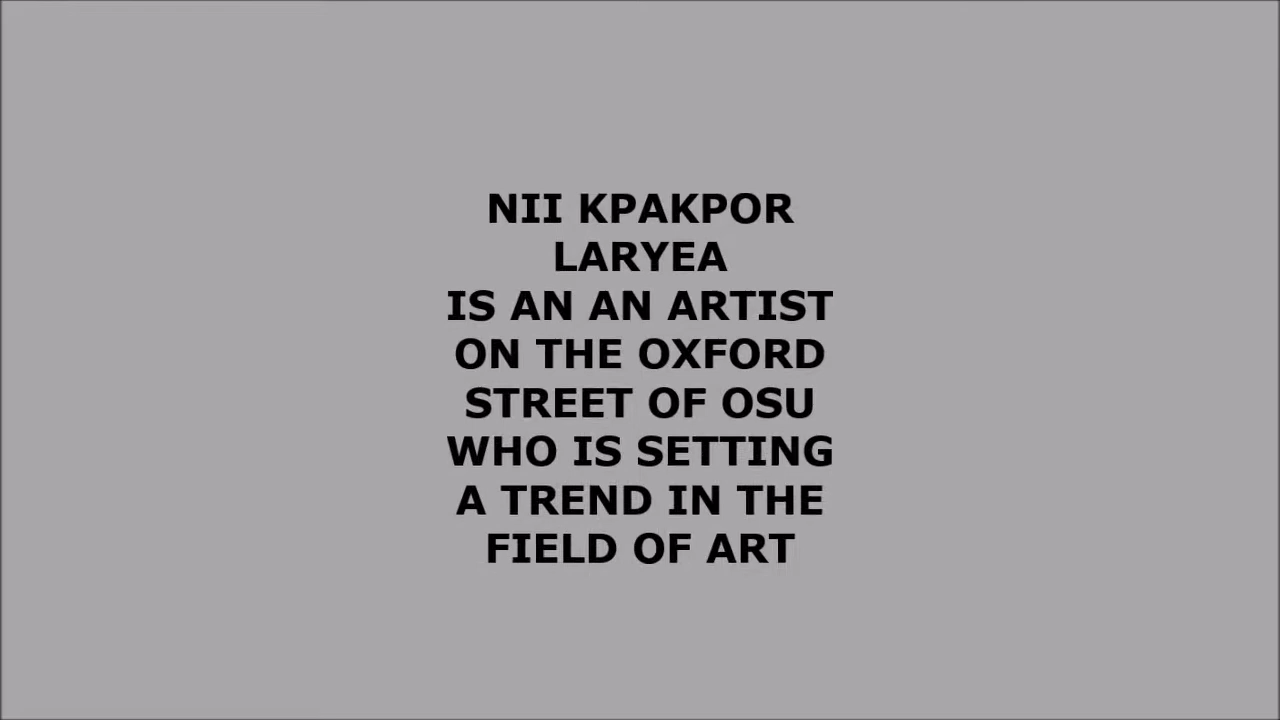 NII KPAKPOR
LARYEA
IS AN AN ARTIST
ON THE OXFORD
STREET OF OSU
WHO IS SETTING
A TREND IN THE
FIELD OF ART